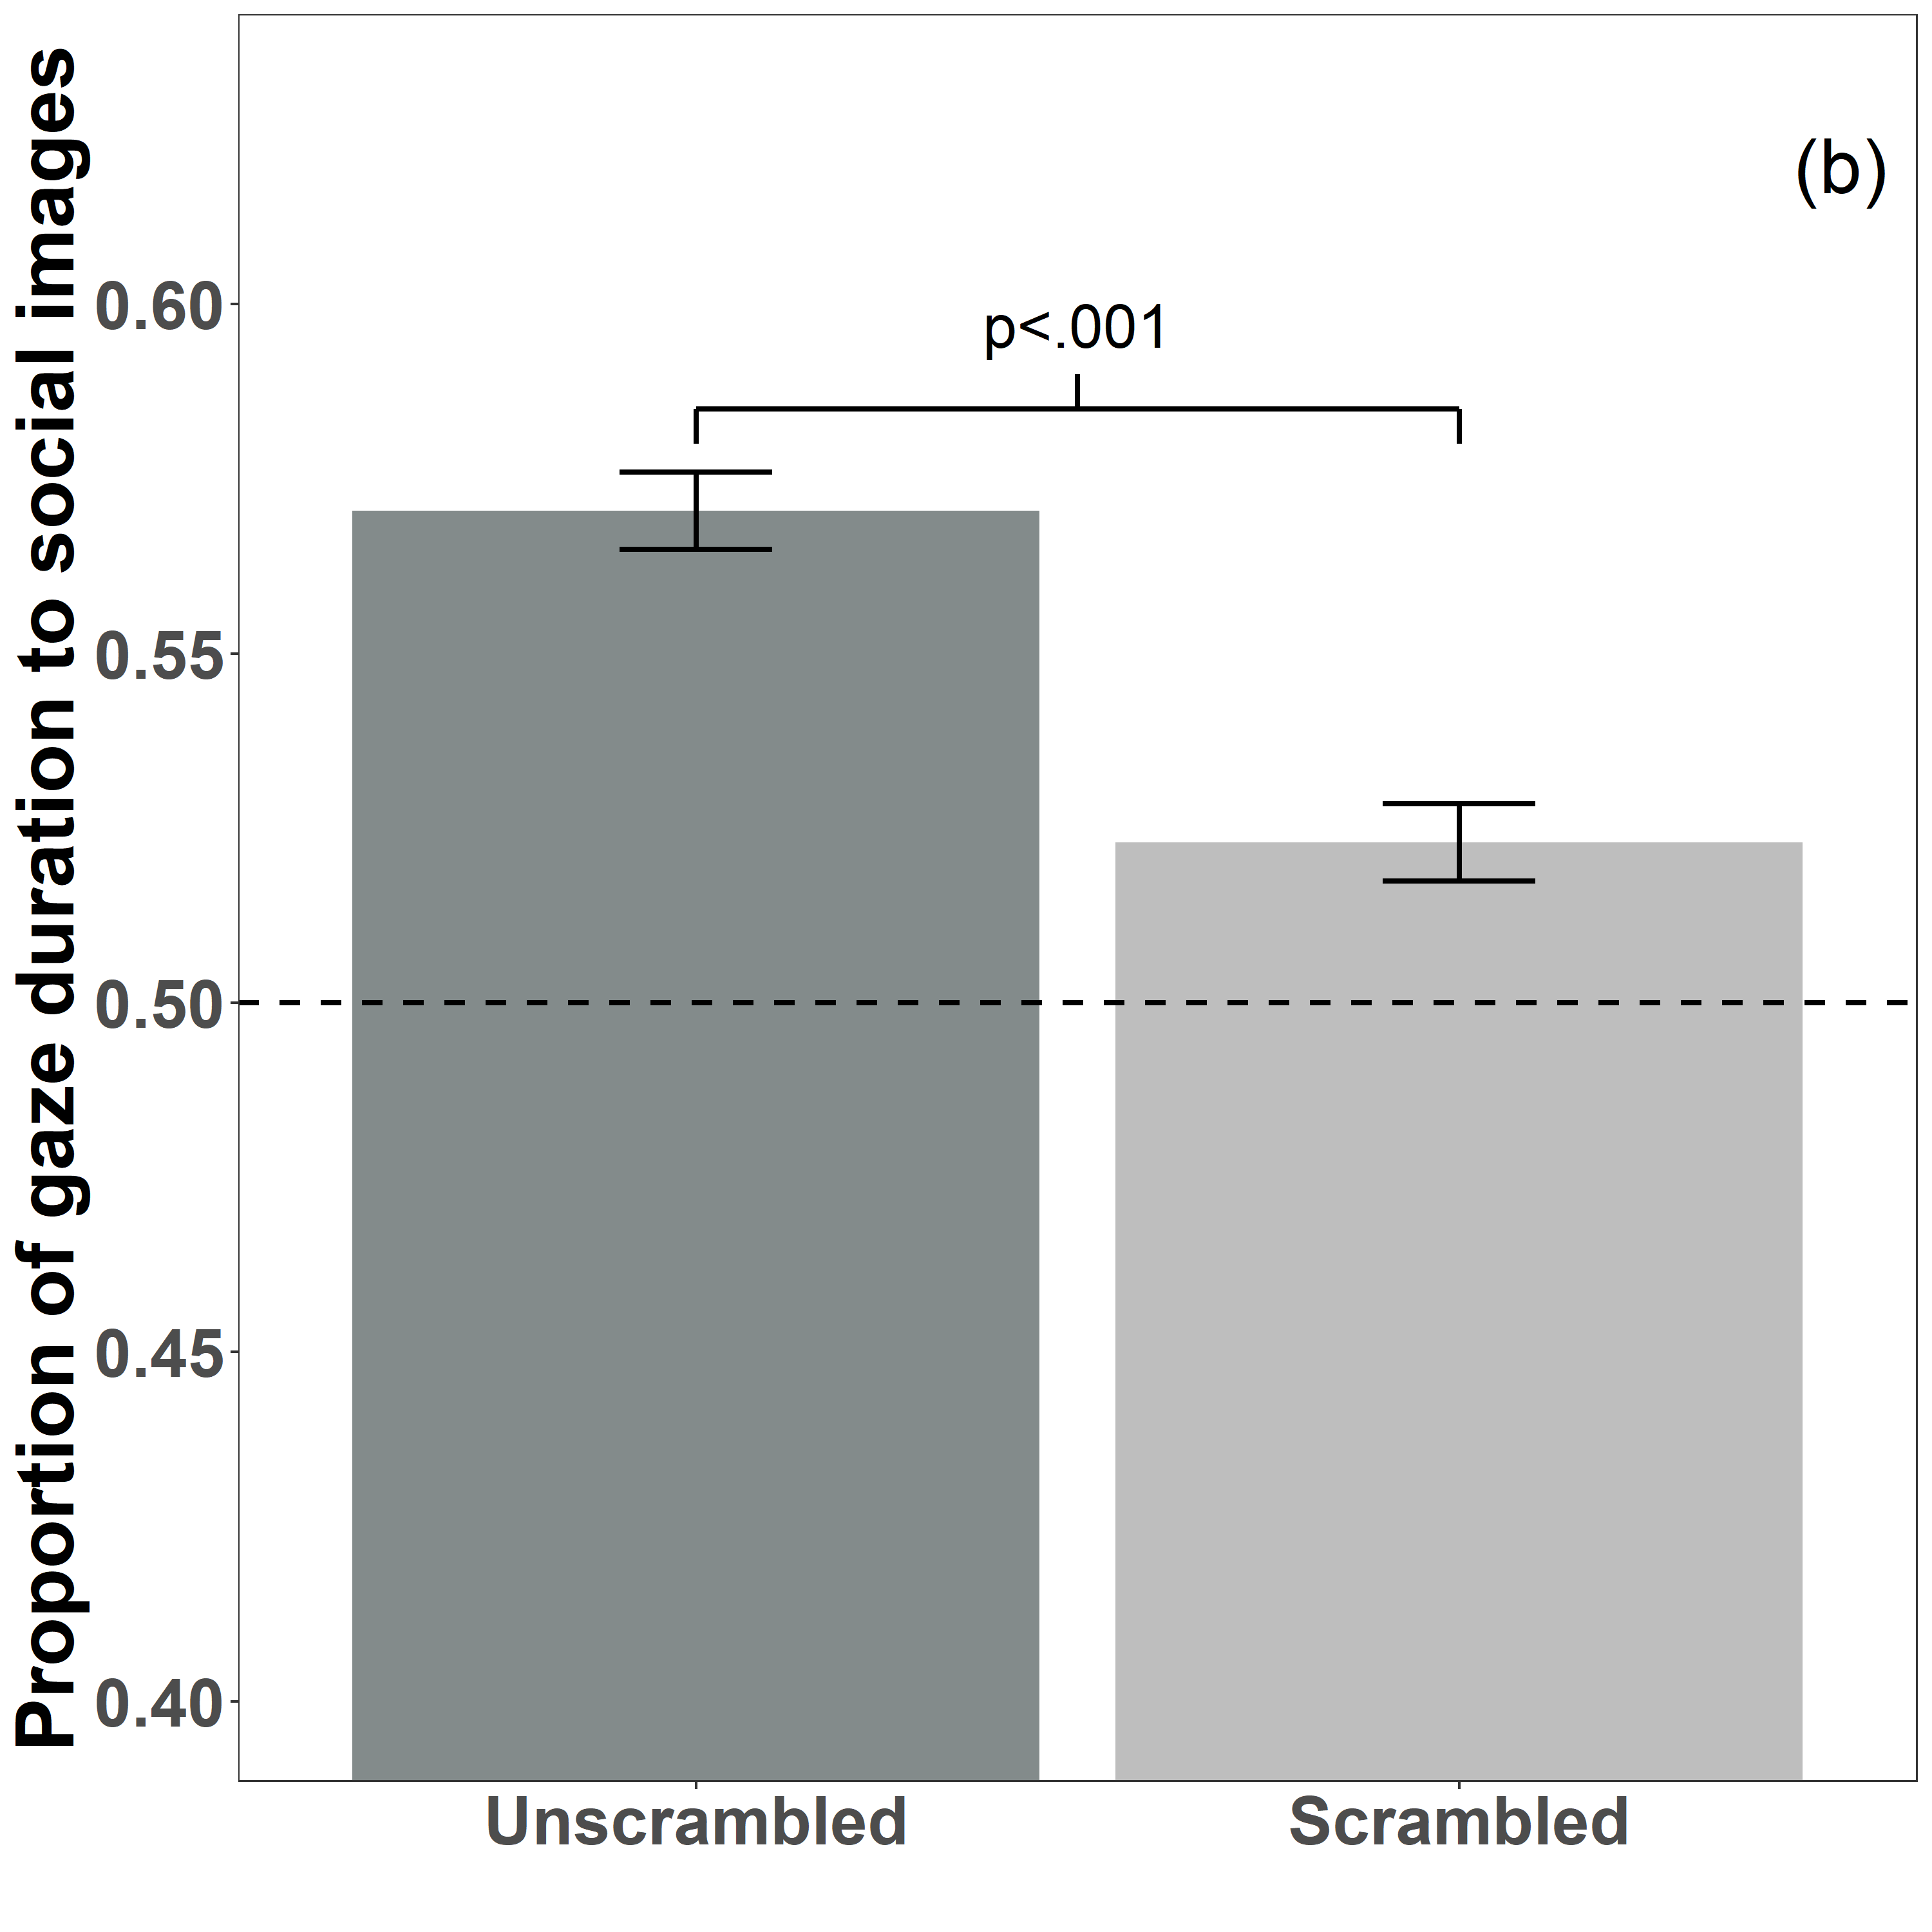 Proportion of gaze duration to social images
(b)
0.60
p<.001
0.55
0.50
0.45
0.40
Unscrambled
Scrambled